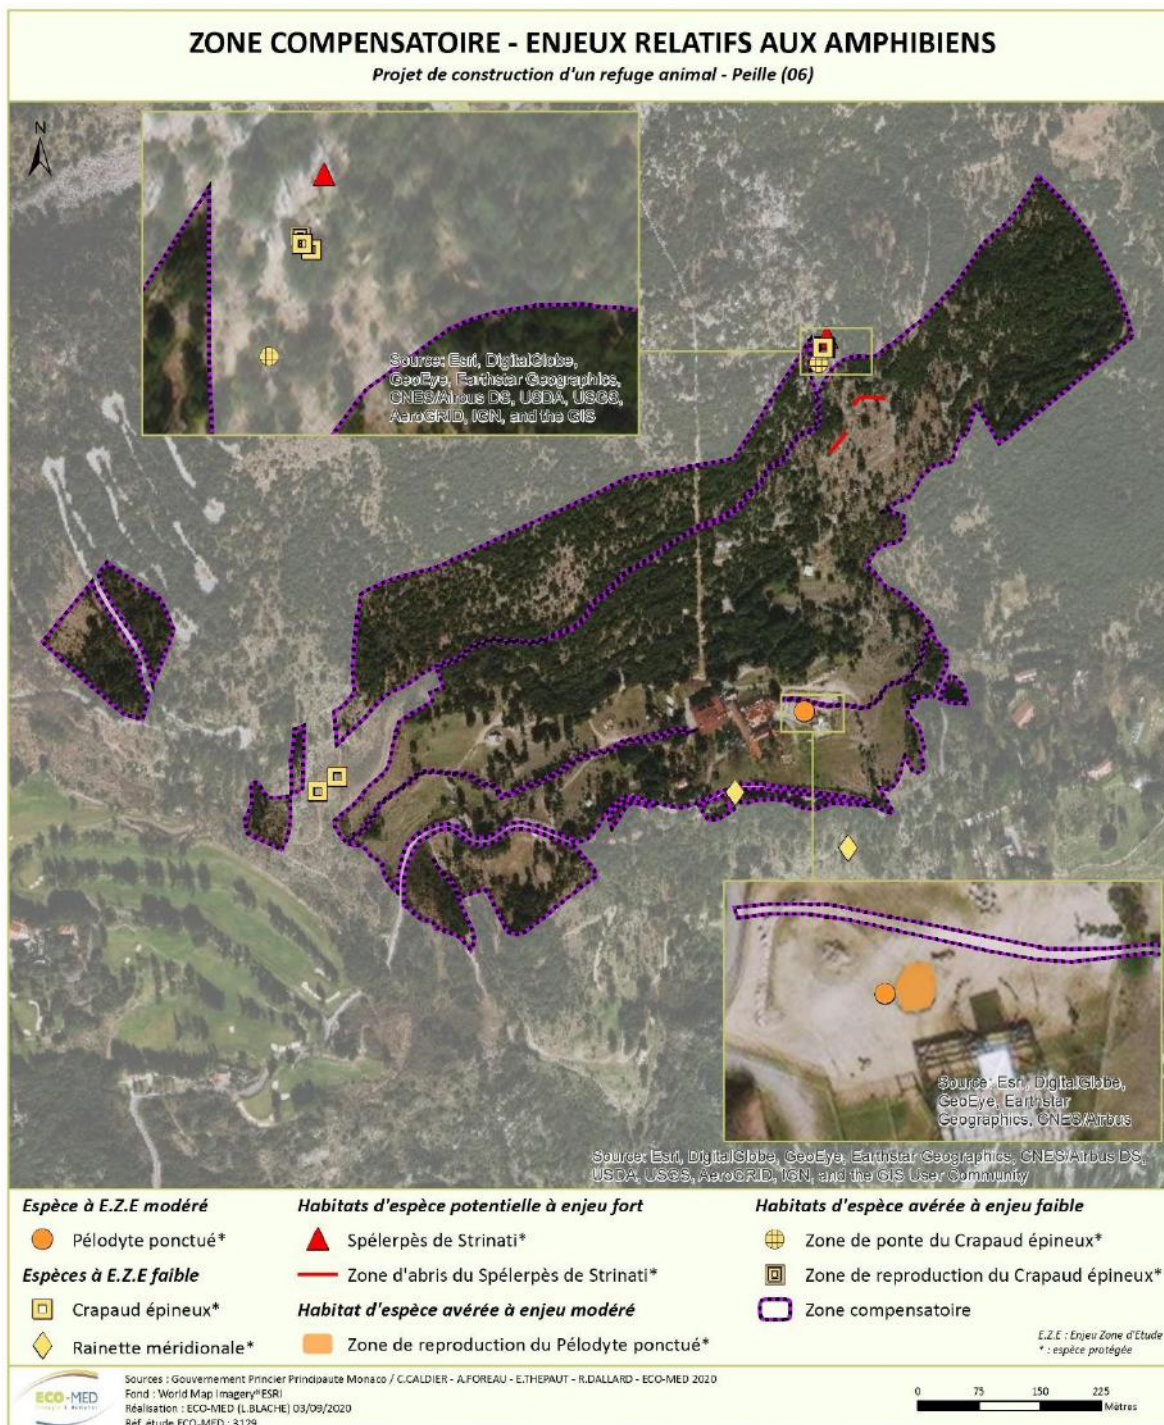 ZONE COMPENSATOIRE - ENJEUX RELATIFS AUX AMPHIBIENS
Projet de construction d'un refuge animal - Peille (06)
N
Source: Esri, DigitalGlobe,
GeoEye, Earthstar Geographics,
CNES/Airbus DS, USDA, USGS,
AeroGRID, IGN, and the GIS
Source: Esri, DigitalGlobe,
GeoEye, Earthstar
Geographics, CNES/Airbus
Source: Esri, DigitalGlobe, GeoEye, Earthstar Geographics, CNES/Airbus DS,
USDA, USGS, AeroGRID, IGN, and the GIS User Community
Espèce à E.Z.E modéré
Pélodyte ponctué*
Espèces à E.Z.E faible
Crapaud épineux*
Rainette méridionale*
Habitats d'espèce potentielle à enjeu fort
Spélerpès de Strinati*
Zone d'abris du Spélerpès de Strinati*
Habitat d'espèce avérée à enjeu modéré
Zone de reproduction du Pélodyte ponctué*
Habitats d'espèce avérée à enjeu faible
Zone de ponte du Crapaud épineux*
Zone de reproduction du Crapaud épineux*
Zone compensatoire
E.Z.E : Enjeu Zone d'Etude
* : espèce protégée
ECO-MED
Sources : Gouvernement Princier Principaute Monaco / C.CALDIER - A.FOREAU - E.THEPAUT - R.DALLARD - ECO-MED 2020
Fond : World Map Imagery"ESRI
Réalisation : ECO-MED (L.BLACHE) 03/09/2020
Réf. étude ECO-MED : 3129
0 75 150 225
Mètres